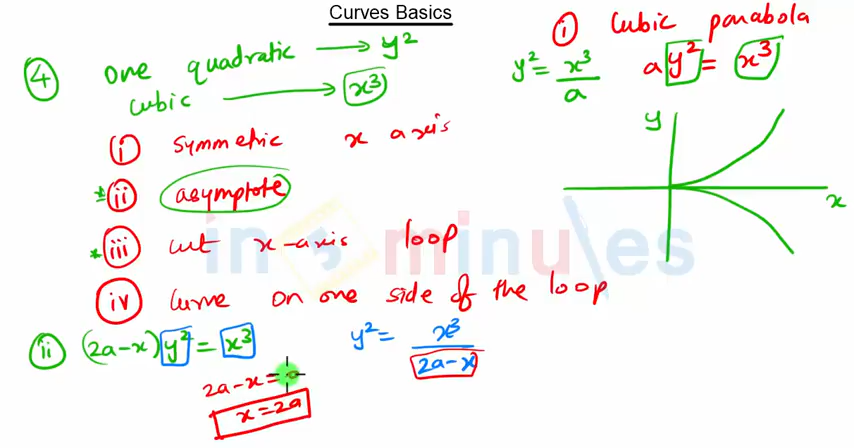 Curves Basics
④ One quadratic → y²
cubic → x³
(i) symmetric x axis
*(ii) asymptote
*(iii) cut x-axis loop
(iv) curve on one side of the loop
(ii) (2a-x) y² = x³
y² = x³/(2a-x)
2a-x=0
x=2a
(i) cubic parabola
y² = x³/a ay² = x³
y
x
in minutes